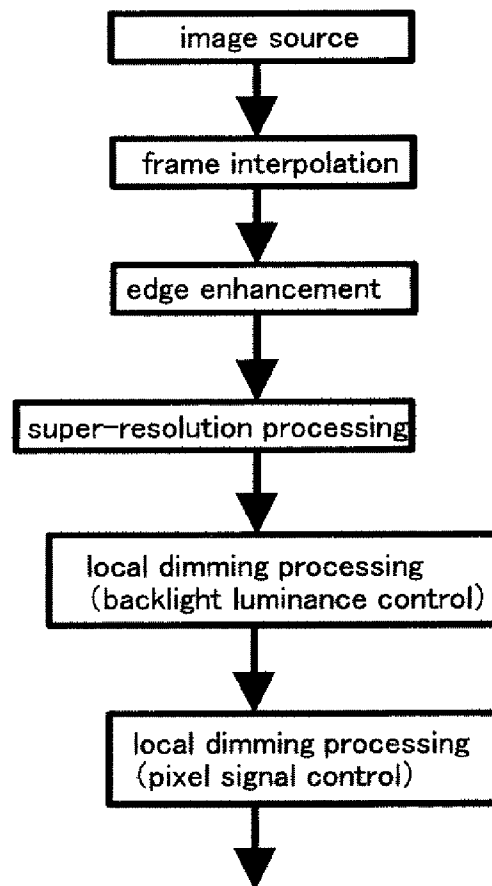 image source
frame interpolation
edge enhancement
super-resolution processing
local dimming processing
(backlight luminance control)
local dimming processing
(pixel signal control)